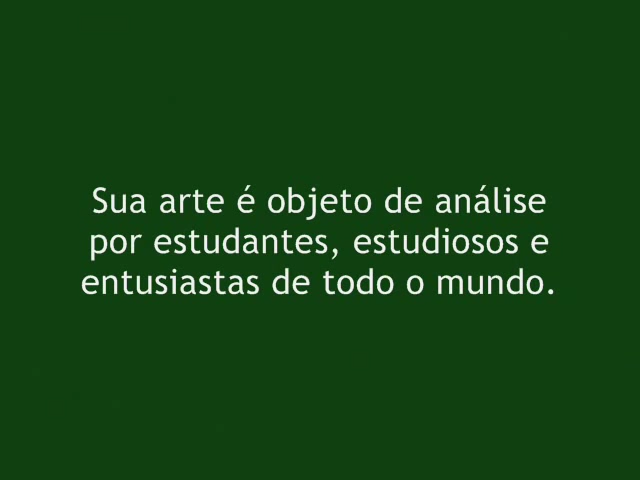 Sua arte é objeto de análise
por estudantes, estudiosos e
entusiastas de todo o mundo.